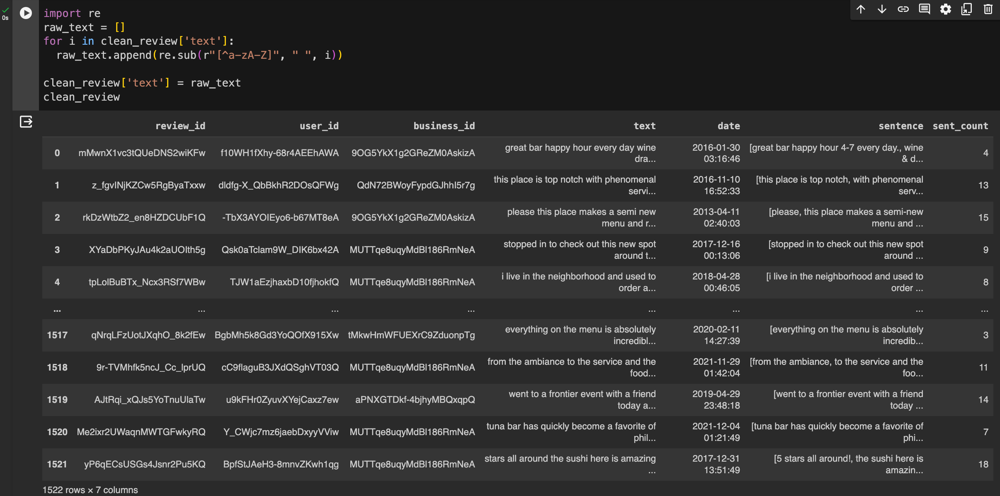 import re
0s
raw_text = []
for i in clean_review['text']:
  raw_text.append(re.sub(r"[^a-zA-Z]", " ", i))
clean_review['text'] = raw_text
clean_review
review_id user_id business_id text date sentence sent_count
0 mMwnX1vc3tQUeDNS2wiKFw f10WH1fXhy-68r4AEEhAWA 9OG5YkX1g2GReZM0AskizA great bar happy hour every day wine dra... 2016-01-30 03:16:46 [great bar happy hour 4-7 every day., wine & d... 4
1 z_fgvINjKZCw5RgByaTxxw dldfg-X_QbBkhR2DOsQFWg QdN72BWoyFypdGJhhI5r7g this place is top notch with phenomenal servi... 2016-11-10 16:52:33 [this place is top notch, with phenomenal serv... 13
2 rkDzWtbZ2_en8HZDCUbF1Q -TbX3AYOIEyo6-b67MT8eA 9OG5YkX1g2GReZM0AskizA please this place makes a semi new menu and r... 2013-04-11 02:40:03 [please, this place makes a semi-new menu and ... 15
3 XYaDbPKyJAu4k2aUOIth5g Qsk0aTclam9W_DIK6bx42A MUTTqe8uqyMdBl186RmNeA stopped in to check out this new spot around t... 2017-12-16 00:13:06 [stopped in to check out this new spot around ... 9
4 tpLolBuBTx_Ncx3RSf7WBw TJW1aEzjhaxbD10fjhokfQ MUTTqe8uqyMdBl186RmNeA i live in the neighborhood and used to order a... 2018-04-28 00:46:05 [i live in the neighborhood and used to order ... 8
... ... ... ... ... ... ... ...
1517 qNrqLFzUotJXqhO_8k2fEw BgbMh5k8Gd3YoQOfX915Xw tMkwHmWFUEXrC9ZduonpTg everything on the menu is absolutely incredibl... 2020-02-11 14:27:39 [everything on the menu is absolutely incredib... 3
1518 9r-TVMhfk5ncJ_Cc_lprUQ cC9flaguB3JXdQSghVT03Q MUTTqe8uqyMdBl186RmNeA from the ambiance to the service and the food... 2021-11-29 01:42:04 [from the ambiance, to the service and the foo... 11
1519 AJtRqi_xQJs5YoTnuUlaTw u9kFHr0ZyuvXYejCaxz7ew aPNXGTDkf-4bjhyMBQxqpQ went to a frontier event with a friend today a... 2019-04-29 23:48:18 [went to a frontier event with a friend today ... 14
1520 Me2ixr2UWaqnMWTGFwkyRQ Y_CWjc7mz6jaebDxyyVViw MUTTqe8uqyMdBl186RmNeA tuna bar has quickly become a favorite of phil... 2021-12-04 01:21:49 [tuna bar has quickly become a favorite of phi... 7
1521 yP6qECsUSGs4Jsnr2Pu5KQ BpfStJAeH3-8mnvZKwh1qg MUTTqe8uqyMdBl186RmNeA stars all around the sushi here is amazing ... 2017-12-31 13:51:49 [5 stars all around!, the sushi here is amazin... 18
1522 rows × 7 columns